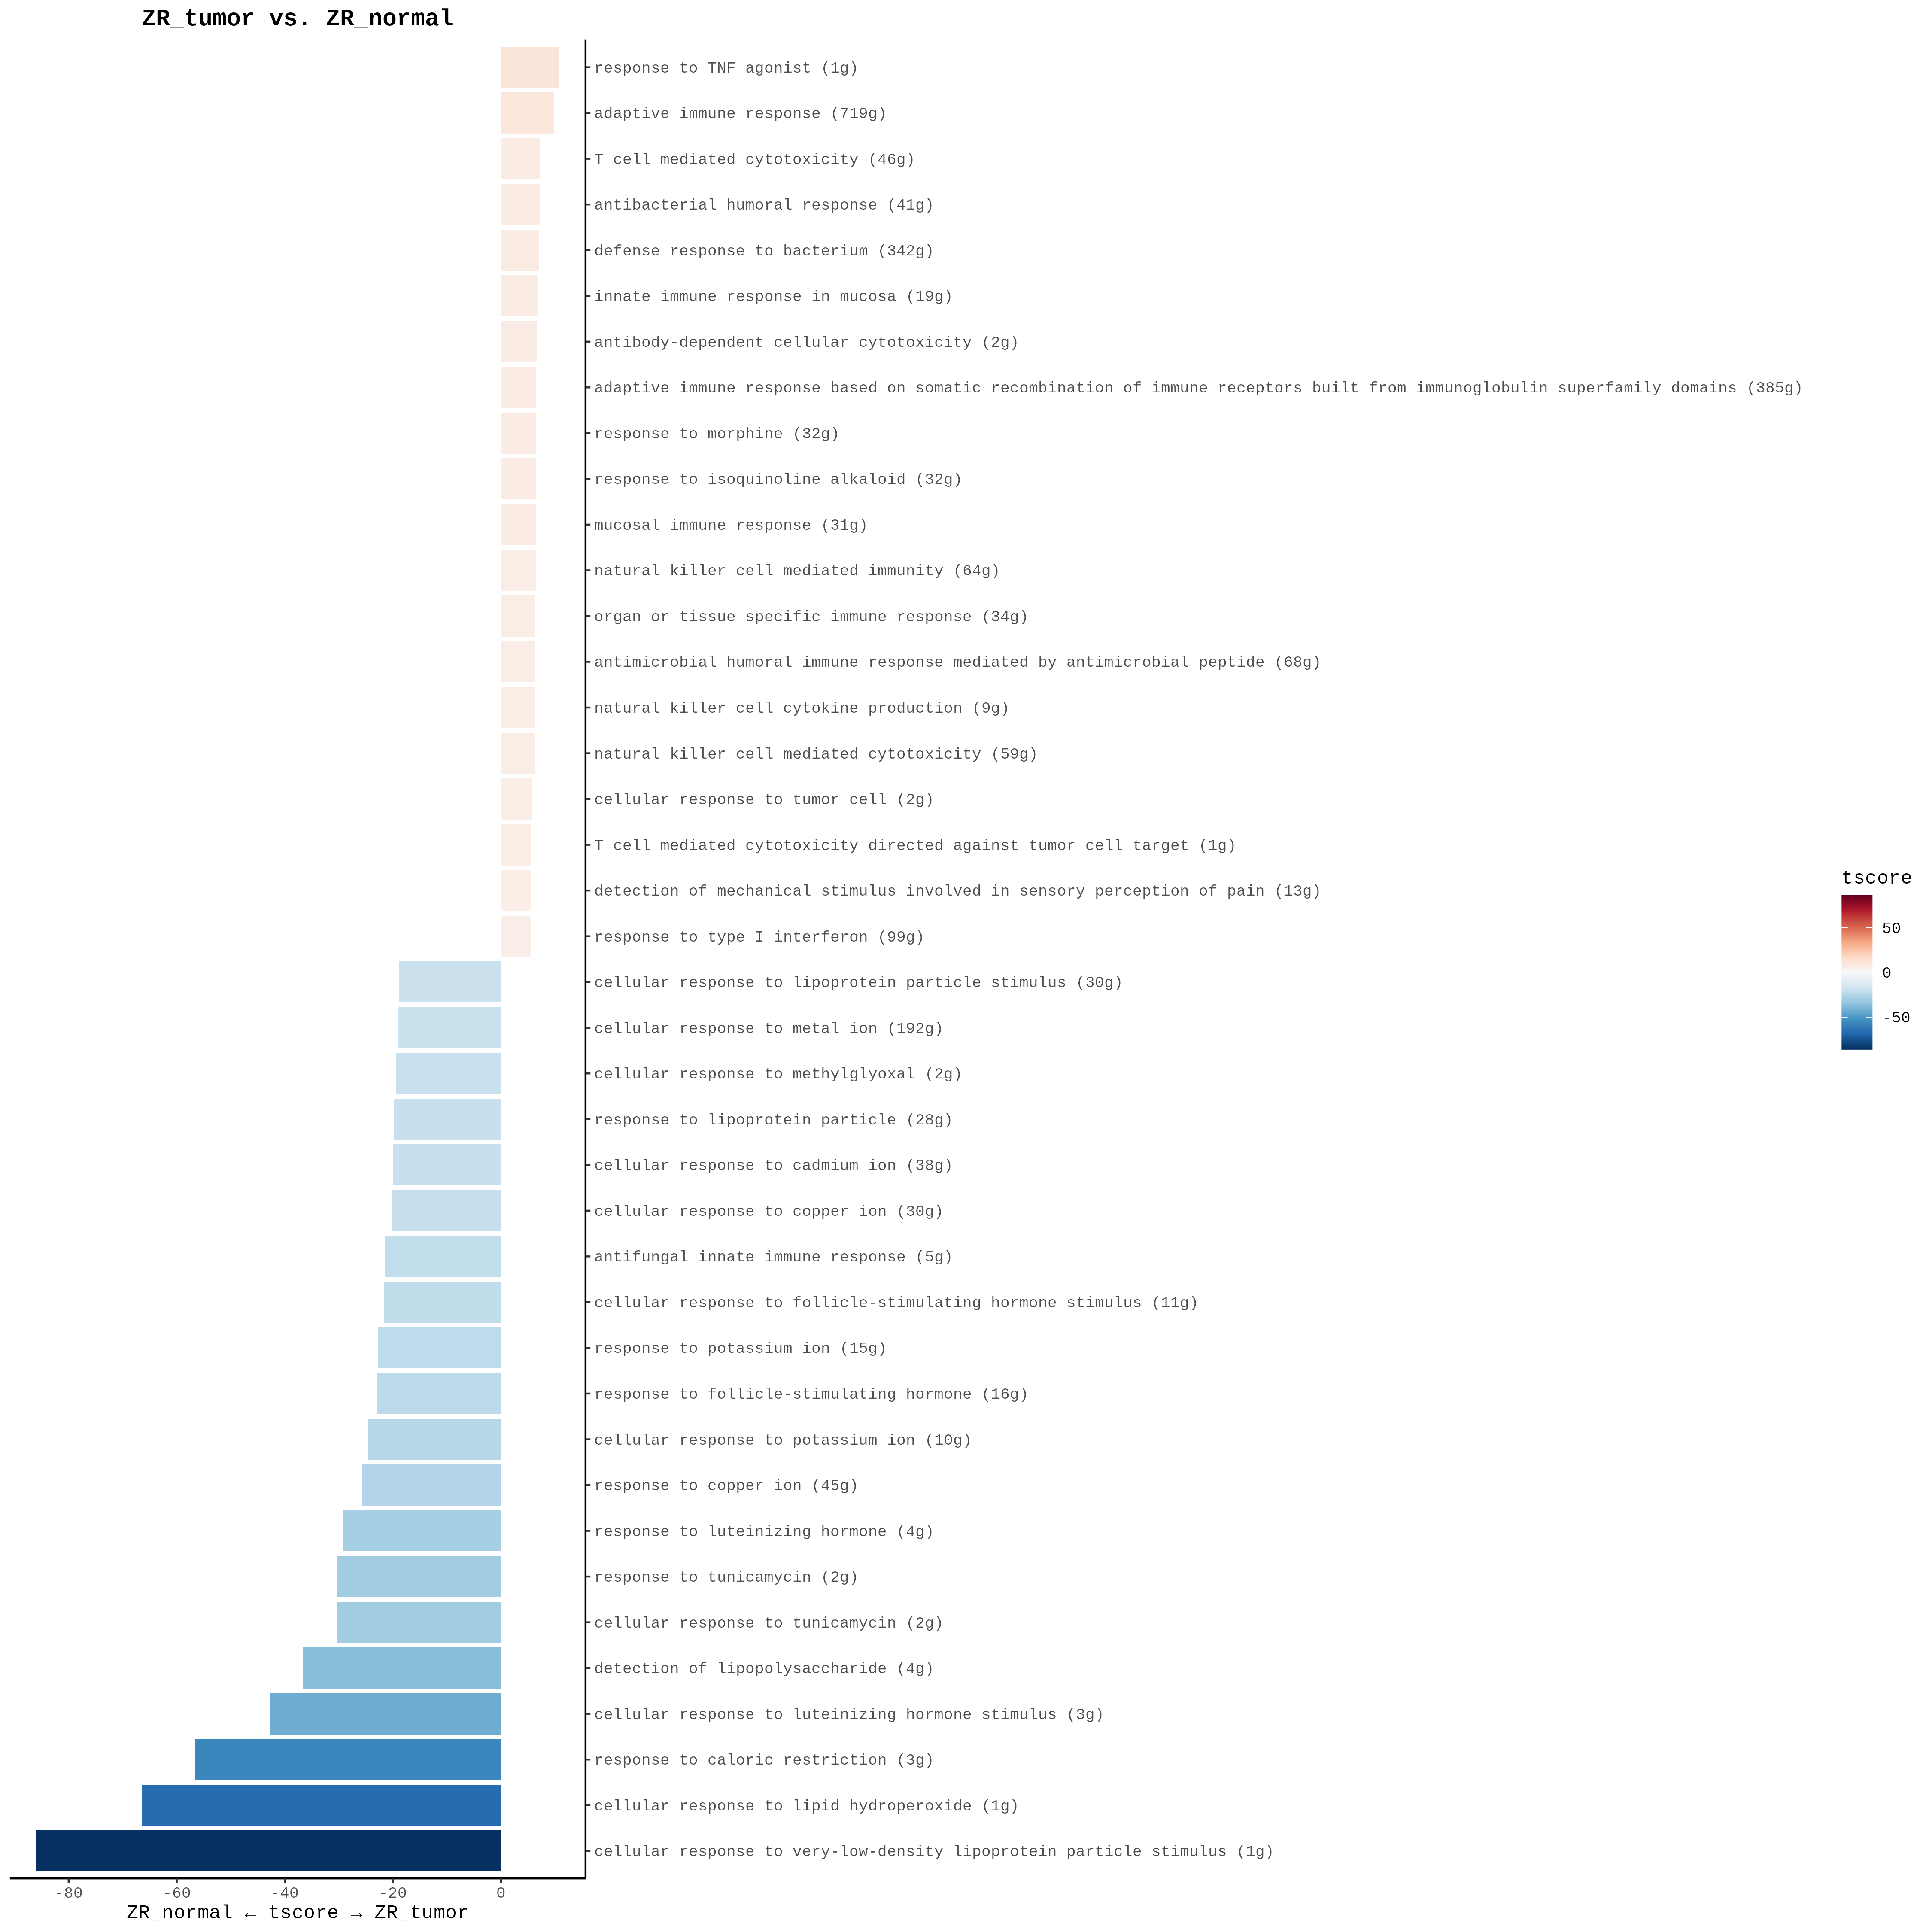 ZR_tumor vs. ZR_normal
response to TNF agonist (1g)
adaptive immune response (719g)
T cell mediated cytotoxicity (46g)
antibacterial humoral response (41g)
defense response to bacterium (342g)
innate immune response in mucosa (19g)
antibody-dependent cellular cytotoxicity (2g)
adaptive immune response based on somatic recombination of immune receptors built from immunoglobulin superfamily domains (385g)
response to morphine (32g)
response to isoquinoline alkaloid (32g)
mucosal immune response (31g)
natural killer cell mediated immunity (64g)
organ or tissue specific immune response (34g)
antimicrobial humoral immune response mediated by antimicrobial peptide (68g)
natural killer cell cytokine production (9g)
natural killer cell mediated cytotoxicity (59g)
cellular response to tumor cell (2g)
T cell mediated cytotoxicity directed against tumor cell target (1g)
detection of mechanical stimulus involved in sensory perception of pain (13g)
response to type I interferon (99g)
cellular response to lipoprotein particle stimulus (30g)
cellular response to metal ion (192g)
cellular response to methylglyoxal (2g)
response to lipoprotein particle (28g)
cellular response to cadmium ion (38g)
cellular response to copper ion (30g)
antifungal innate immune response (5g)
cellular response to follicle-stimulating hormone stimulus (11g)
response to potassium ion (15g)
response to follicle-stimulating hormone (16g)
cellular response to potassium ion (10g)
response to copper ion (45g)
response to luteinizing hormone (4g)
response to tunicamycin (2g)
cellular response to tunicamycin (2g)
detection of lipopolysaccharide (4g)
cellular response to luteinizing hormone stimulus (3g)
response to caloric restriction (3g)
cellular response to lipid hydroperoxide (1g)
cellular response to very-low-density lipoprotein particle stimulus (1g)
-80 -60 -40 -20 0
ZR_normal ← tscore → ZR_tumor
tscore
50
0
-50